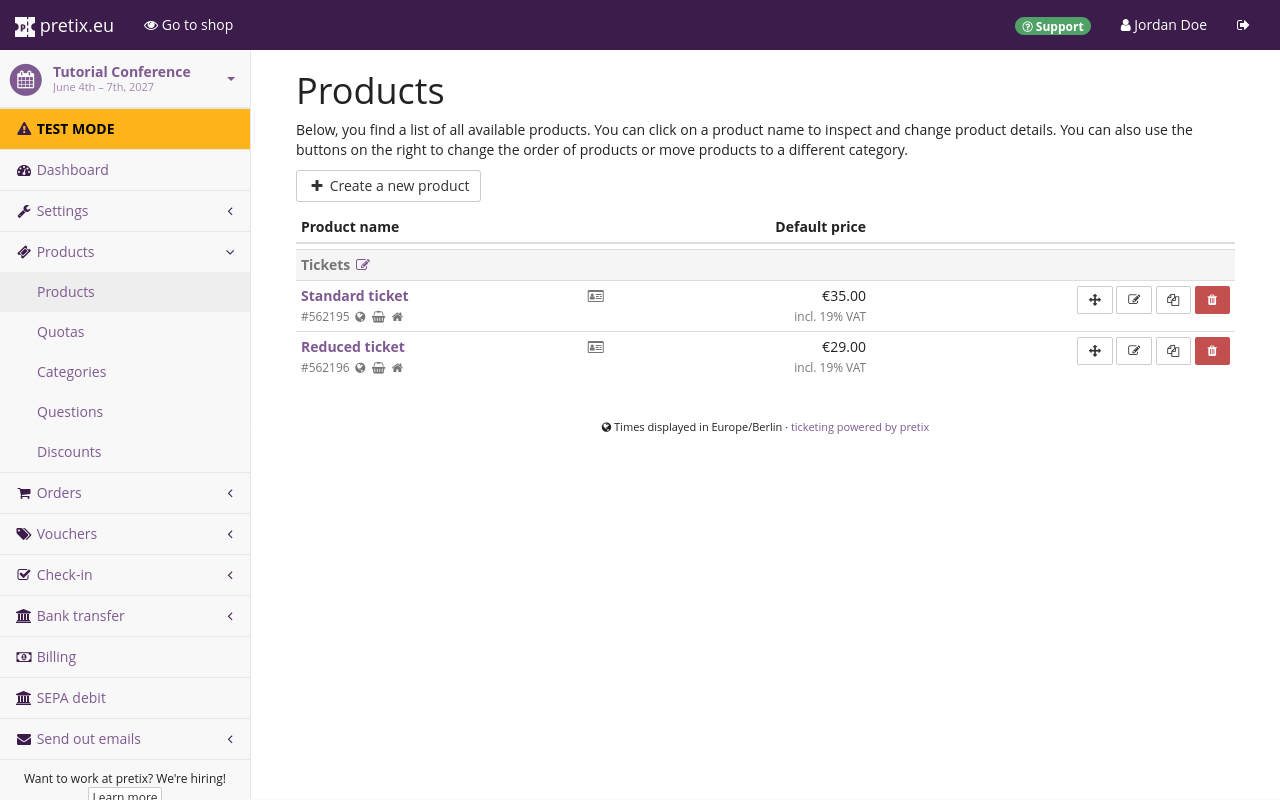 pretix.eu
Go to shop
Support
Jordan Doe
Tutorial Conference
June 4th – 7th, 2027
TEST MODE
Dashboard
Settings
Products
Products
Quotas
Categories
Questions
Discounts
Orders
Vouchers
Check-in
Bank transfer
Billing
SEPA debit
Send out emails
Want to work at pretix? We're hiring!
Learn more
Products
Below, you find a list of all available products. You can click on a product name to inspect and change product details. You can also use the
buttons on the right to change the order of products or move products to a different category.
Create a new product
Product name Default price
Tickets
Standard ticket €35.00
#562195 incl. 19% VAT
Reduced ticket €29.00
#562196 incl. 19% VAT
Times displayed in Europe/Berlin · ticketing powered by pretix